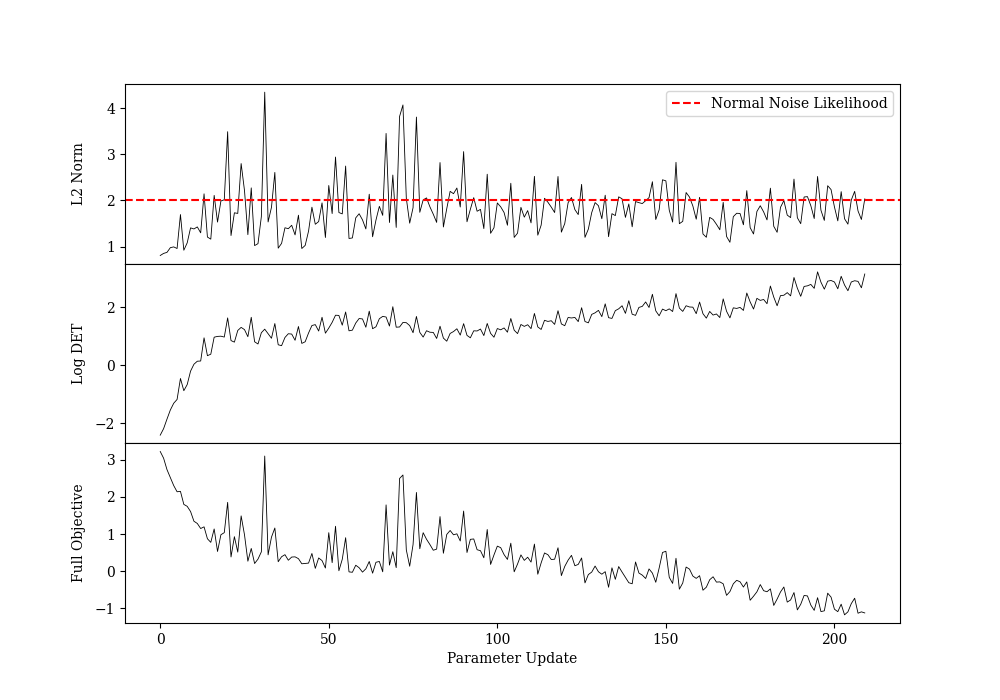 Normal Noise Likelihood
L2 Norm
4
3
2
1
Log DET
2
0
−2
Full Objective
3
2
1
0
−1
0 50 100 150 200
Parameter Update